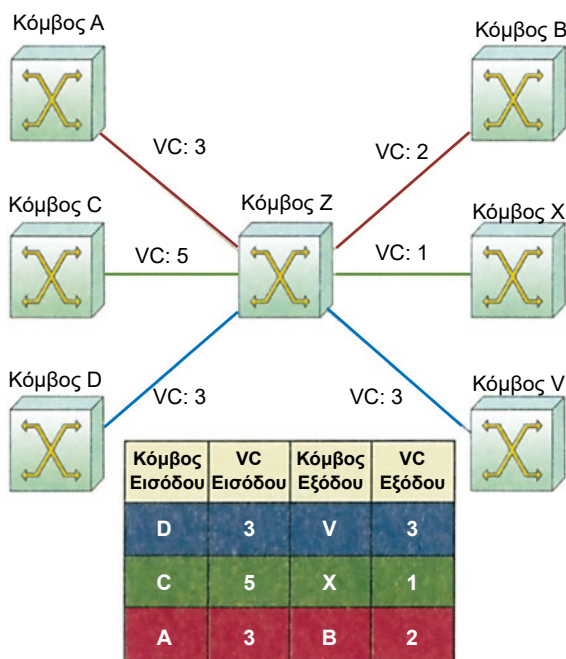 Κόμβος A
Κόμβος B
VC: 3
VC: 2
Κόμβος C
Κόμβος Z
Κόμβος X
VC: 5
VC: 1
Κόμβος D
Κόμβος V
VC: 3
VC: 3
Κόμβος Εισόδου VC Εισόδου Κόμβος Εξόδου VC Εξόδου
D 3 V 3
C 5 X 1
A 3 B 2